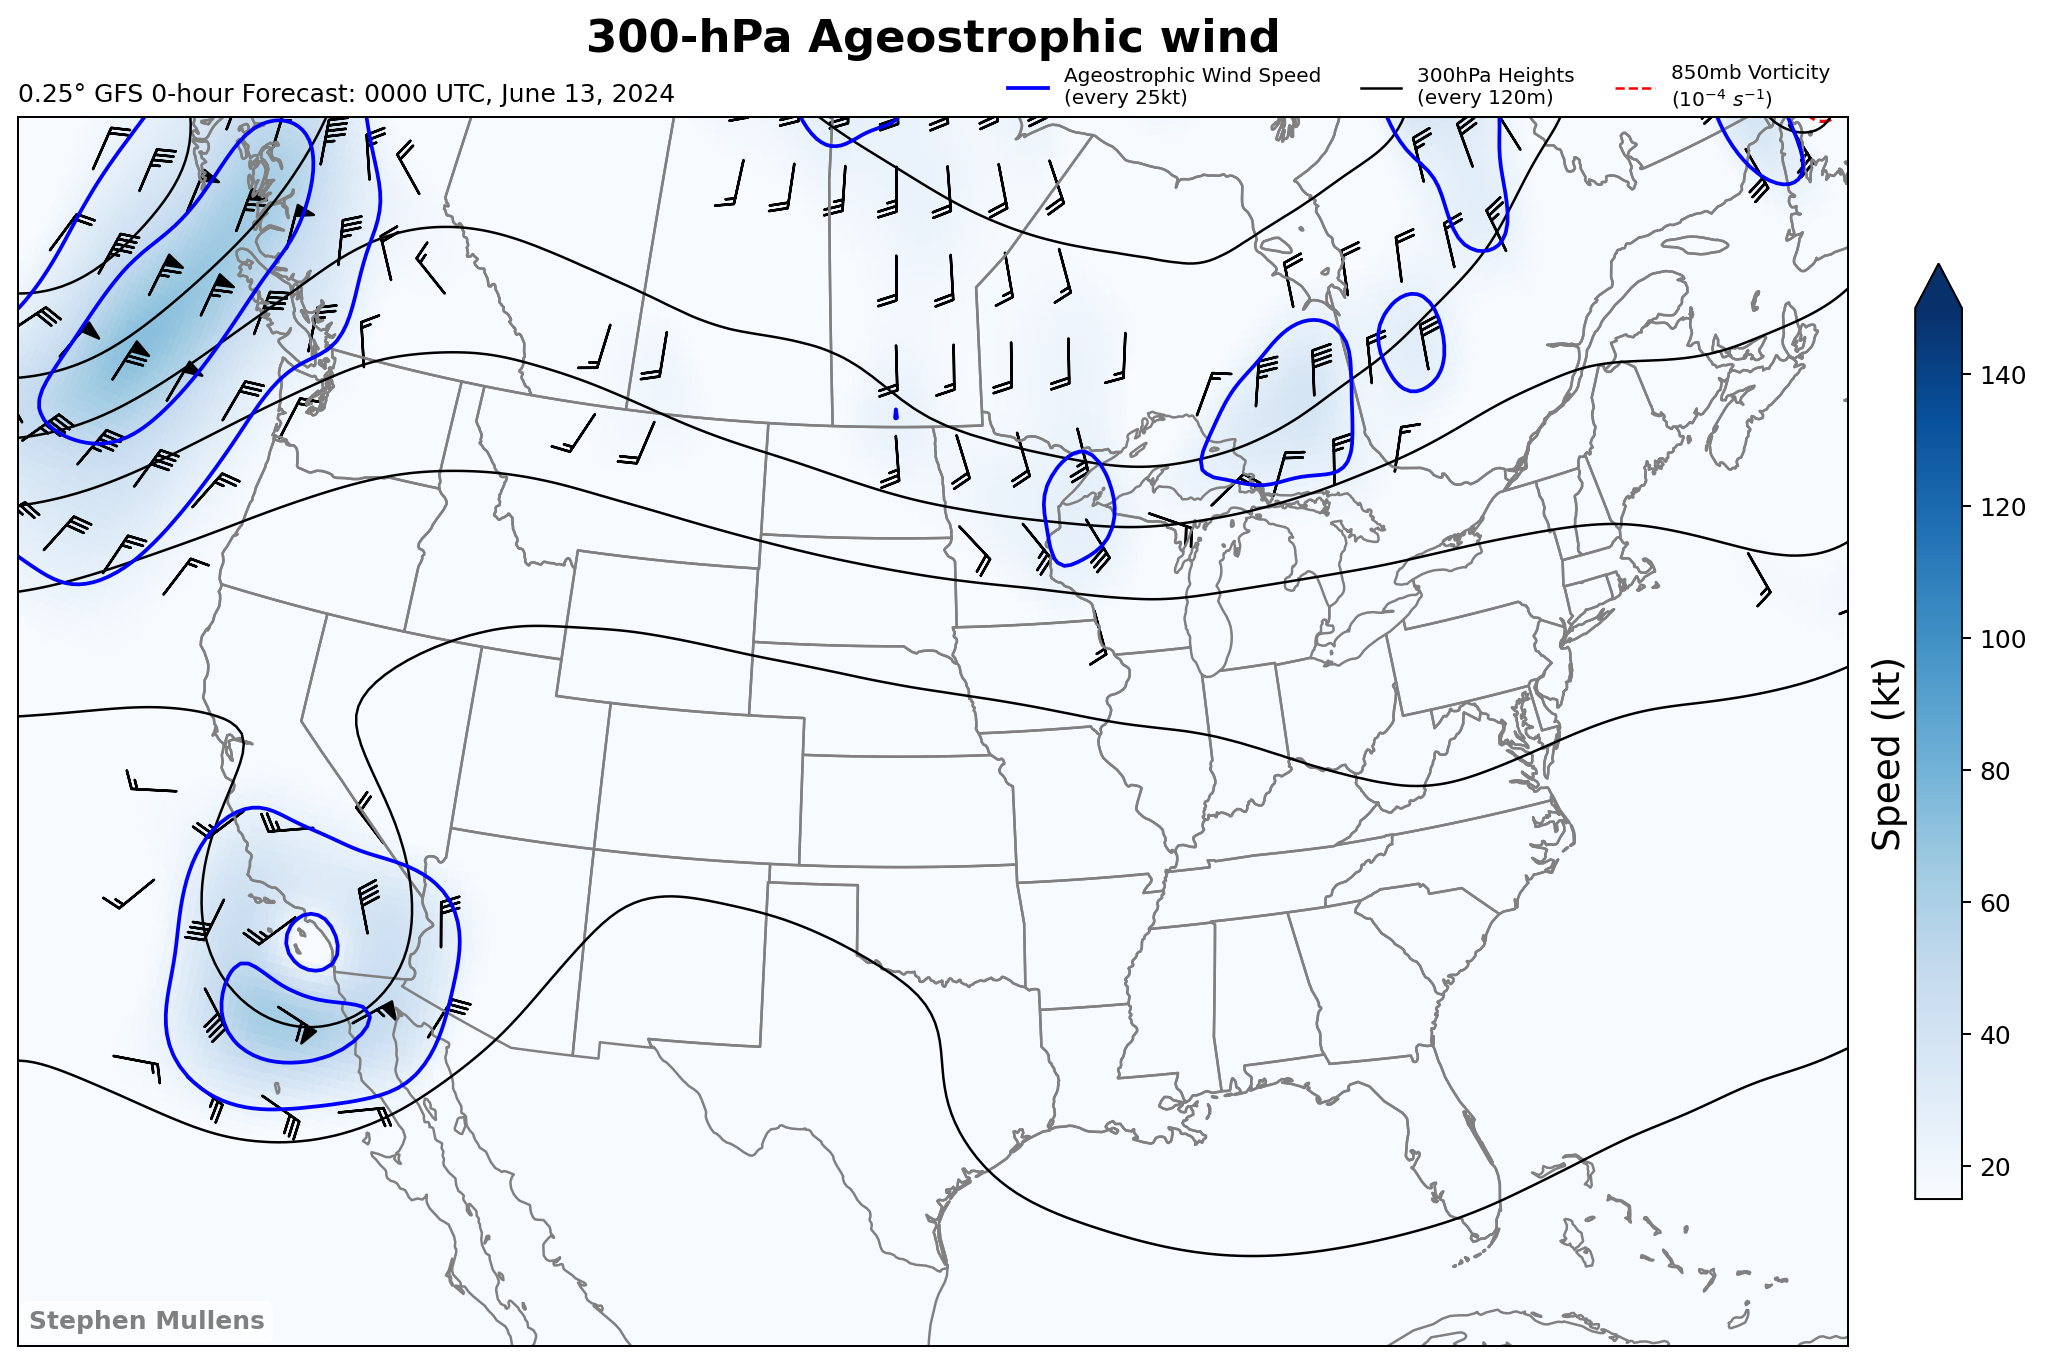 300-hPa Ageostrophic wind
0.25° GFS 0-hour Forecast: 0000 UTC, June 13, 2024
Ageostrophic Wind Speed
(every 25kt)
300hPa Heights
(every 120m)
850mb Vorticity
(10⁻⁴ s⁻¹)
140
120
100
80
60
40
20
Speed (kt)
Stephen Mullens